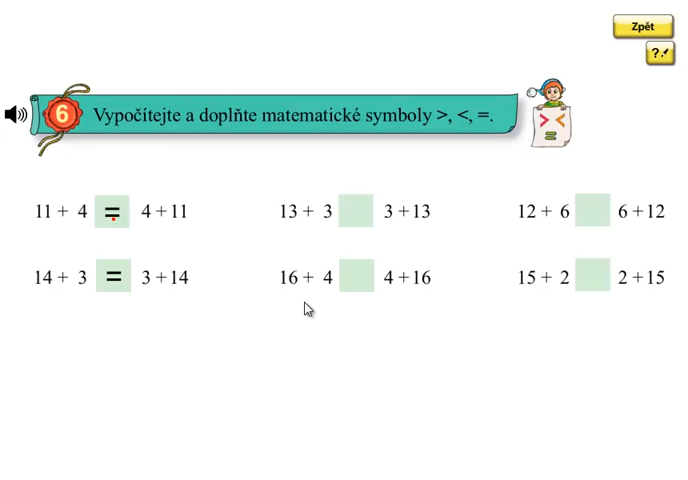 Zpět
?
6 Vypočítejte a doplňte matematické symboly >, <, =.
> <
=
11 + 4 = 4 + 11 13 + 3 3 + 13 12 + 6 6 + 12
14 + 3 = 3 + 14 16 + 4 4 + 16 15 + 2 2 + 15